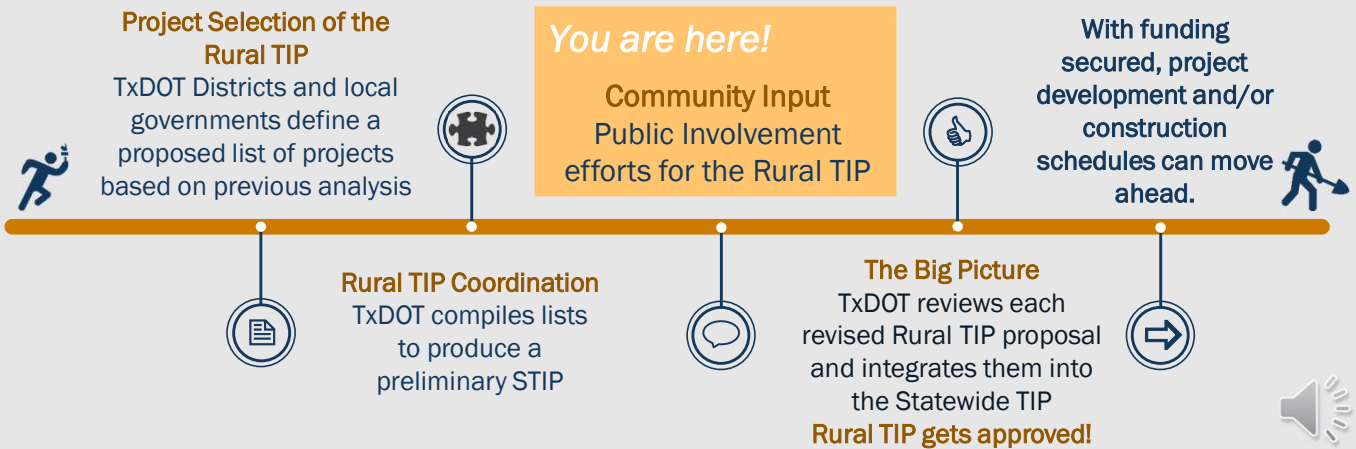 Project Selection of the
Rural TIP
TxDOT Districts and local
governments define a
proposed list of projects
based on previous analysis
Rural TIP Coordination
TxDOT compiles lists
to produce a
preliminary STIP
You are here!
Community Input
Public Involvement
efforts for the Rural TIP
The Big Picture
TxDOT reviews each
revised Rural TIP proposal
and integrates them into
the Statewide TIP
Rural TIP gets approved!
With funding
secured, project
development and/or
construction
schedules can move
ahead.